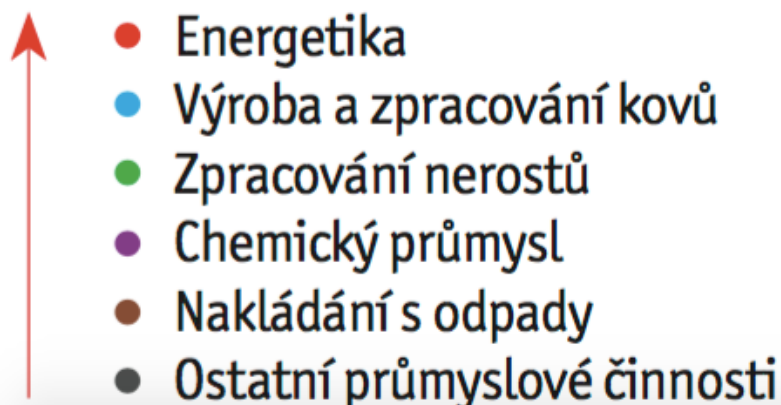 Energetika
Výroba a zpracování kovů
Zpracování nerostů
Chemický průmysl
Nakládání s odpady
Ostatní průmyslové činnosti